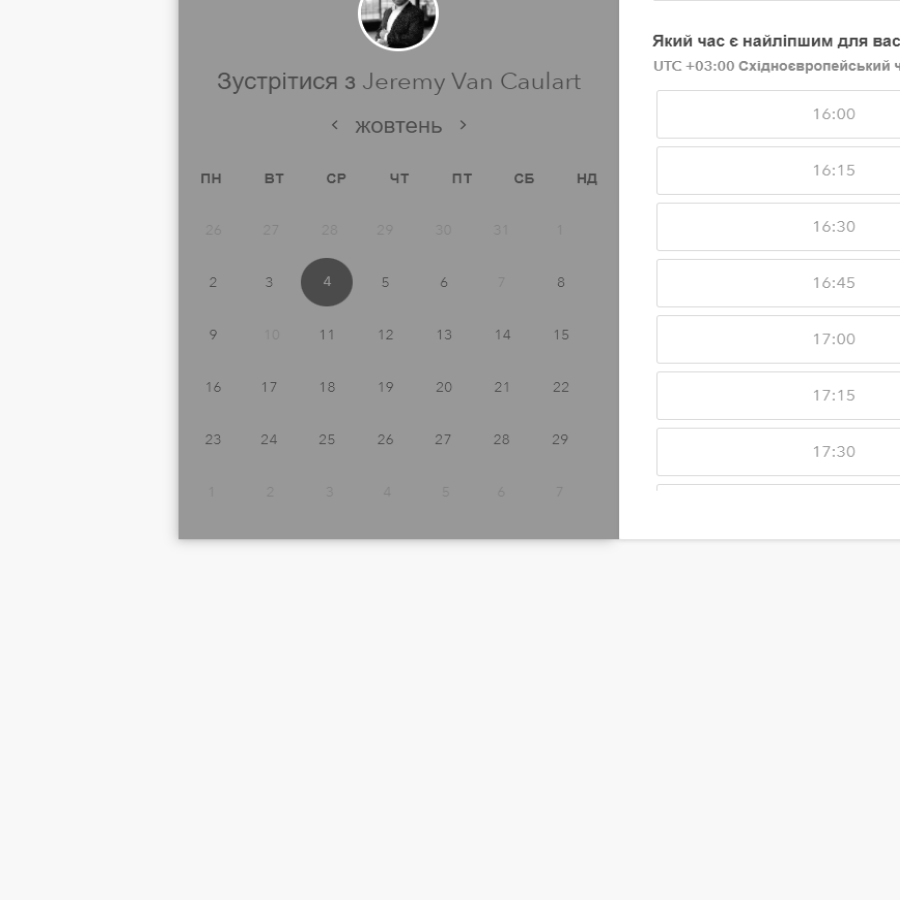 Зустрітися з Jeremy Van Caulart
жовтень
ПН ВТ СР ЧТ ПТ СБ НД
26 27 28 29 30 31 1
2 3 4 5 6 7 8
9 10 11 12 13 14 15
16 17 18 19 20 21 22
23 24 25 26 27 28 29
1 2 3 4 5 6 7
Який час є найліпшим для вас
UTC +03:00 Східноєвропейський ч
16:00
16:15
16:30
16:45
17:00
17:15
17:30